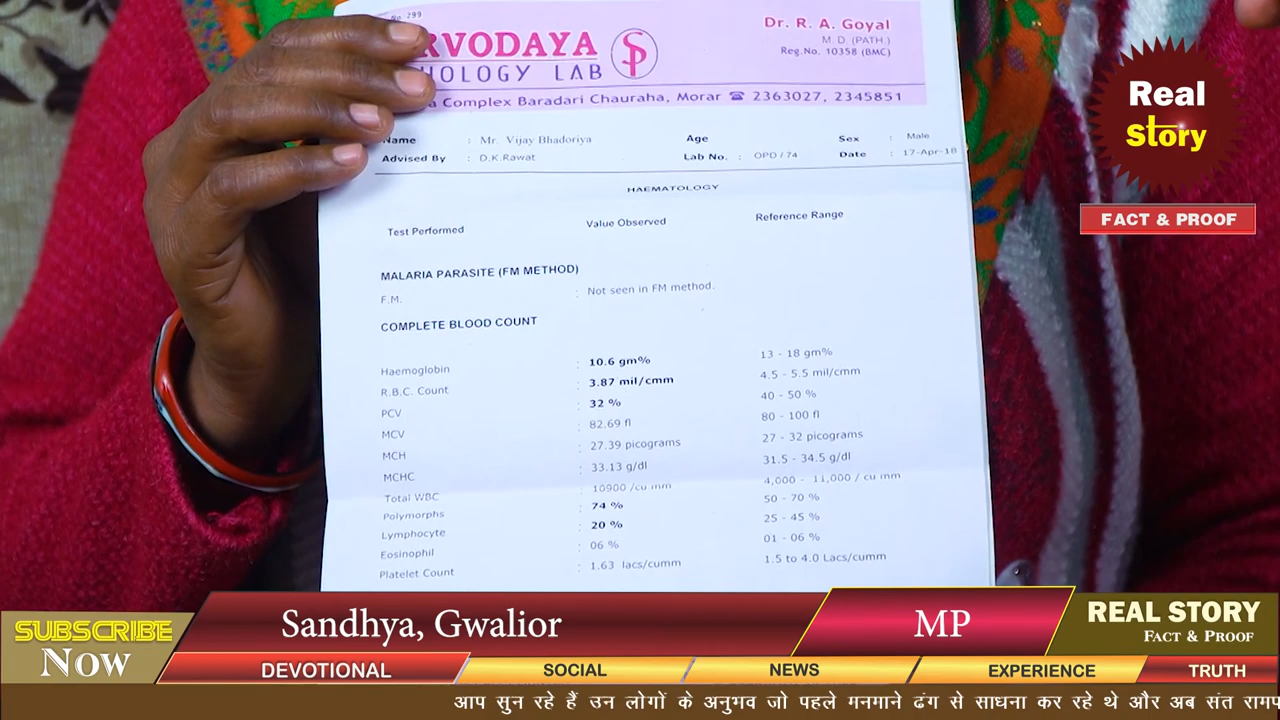 No. 299
RVODAYA
HOLOGY LAB
Dr. R. A. Goyal
M. D. (PATH.)
Reg.No. 10358 (BMC)
a Complex Baradari Chauraha, Morar ☎ 2363027, 2345851
Name : Mr. Vijay Bhadoriya Age Sex : Male
Advised By : D.K.Rawat Lab No. : OPD / 74 Date : 17-Apr-18
HAEMATOLOGY
Test Performed Value Observed Reference Range
MALARIA PARASITE (FM METHOD)
F.M. : Not seen in FM method.
COMPLETE BLOOD COUNT
Haemoglobin : 10.6 gm% 13 - 18 gm%
R.B.C. Count : 3.87 mil/cmm 4.5 - 5.5 mil/cmm
PCV : 32 % 40 - 50 %
MCV : 82.69 fl 80 - 100 fl
MCH : 27.39 picograms 27 - 32 picograms
MCHC : 33.13 g/dl 31.5 - 34.5 g/dl
Total WBC : 10900 /cu mm 4,000 - 11,000 / cu mm
Polymorphs : 74 % 50 - 70 %
Lymphocyte : 20 % 25 - 45 %
Eosinophil : 06 % 01 - 06 %
Platelet Count : 1.63 lacs/cumm 1.5 to 4.0 Lacs/cumm
Real
Story
FACT & PROOF
SUBSCRIBE
NOW
Sandhya, Gwalior
MP
REAL STORY
FACT & PROOF
DEVOTIONAL SOCIAL NEWS EXPERIENCE TRUTH
आप सुन रहे हैं उन लोगों के अनुभव जो पहले मनमाने ढंग से साधना कर रहे थे और अब संत रामप